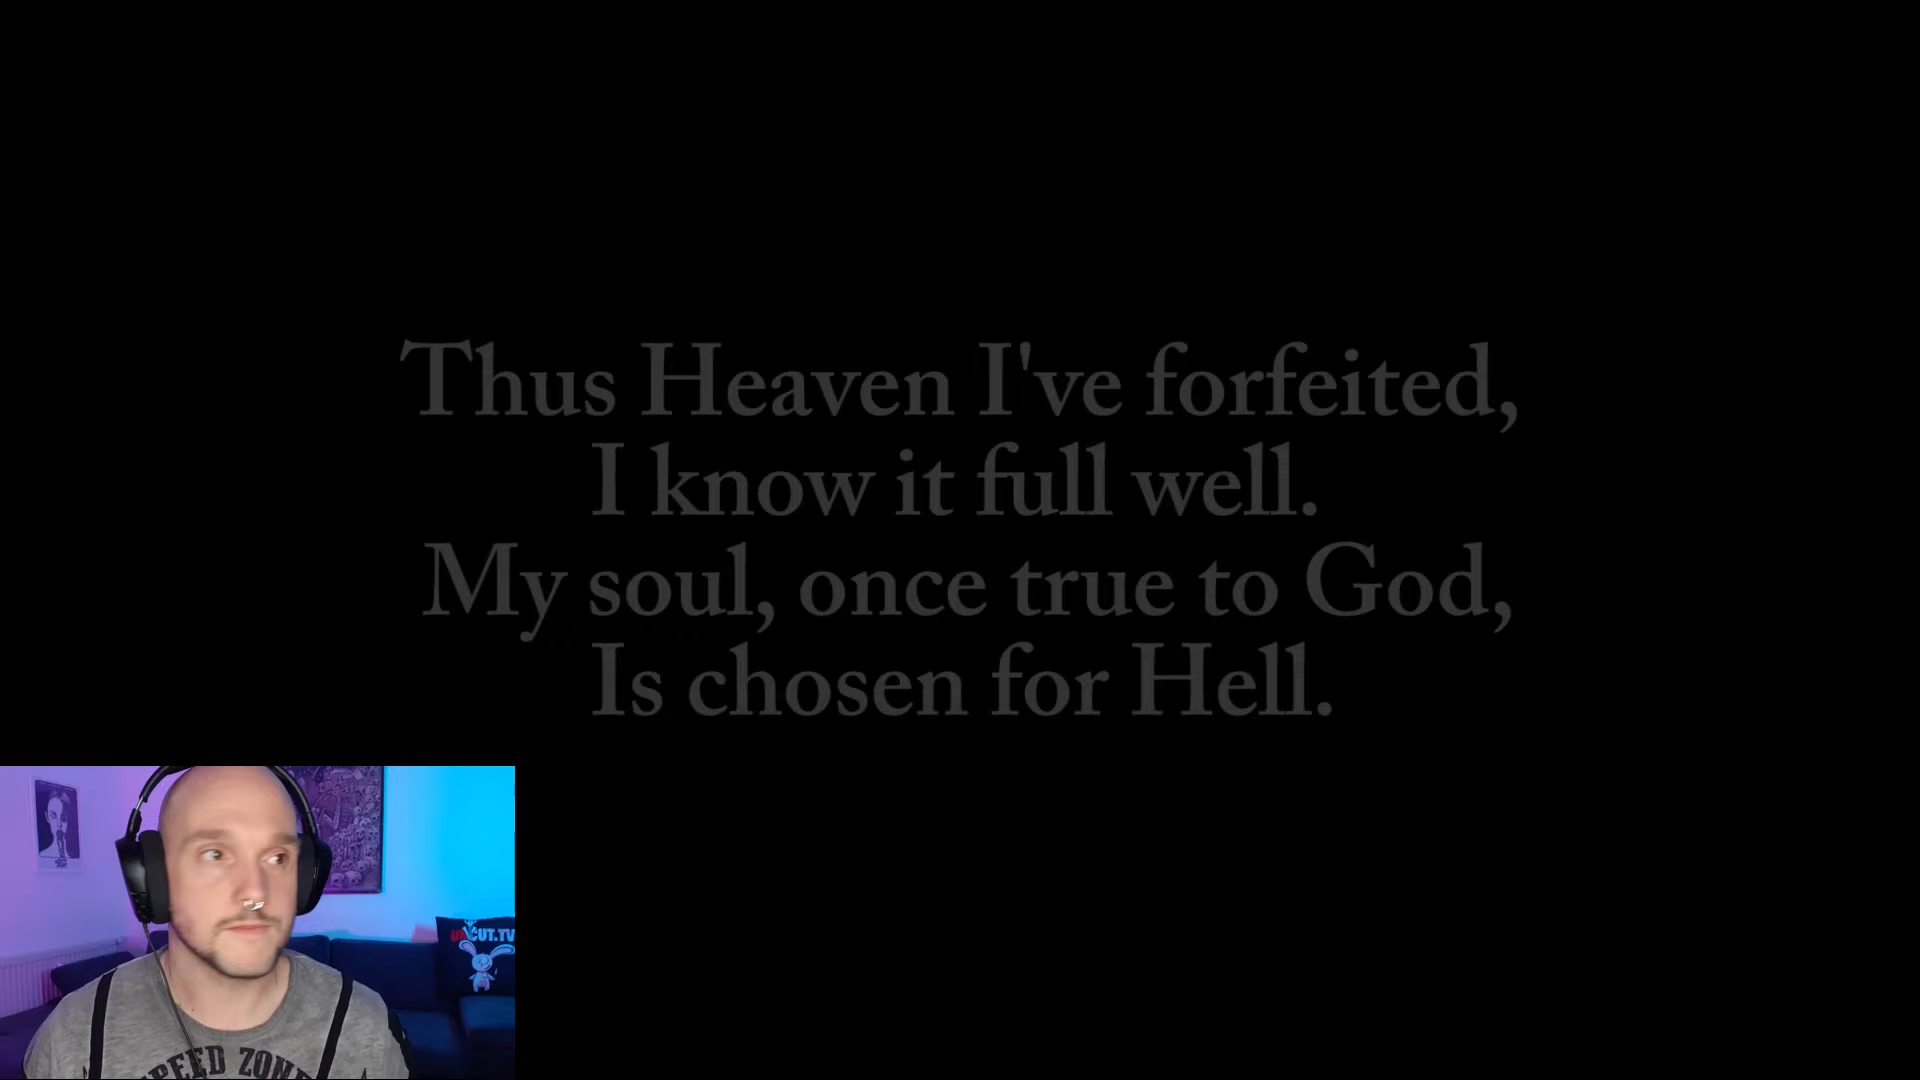 Thus Heaven I've forfeited,
I know it full well.
My soul, once true to God,
Is chosen for Hell.
CUT.TV
SPEED ZONE